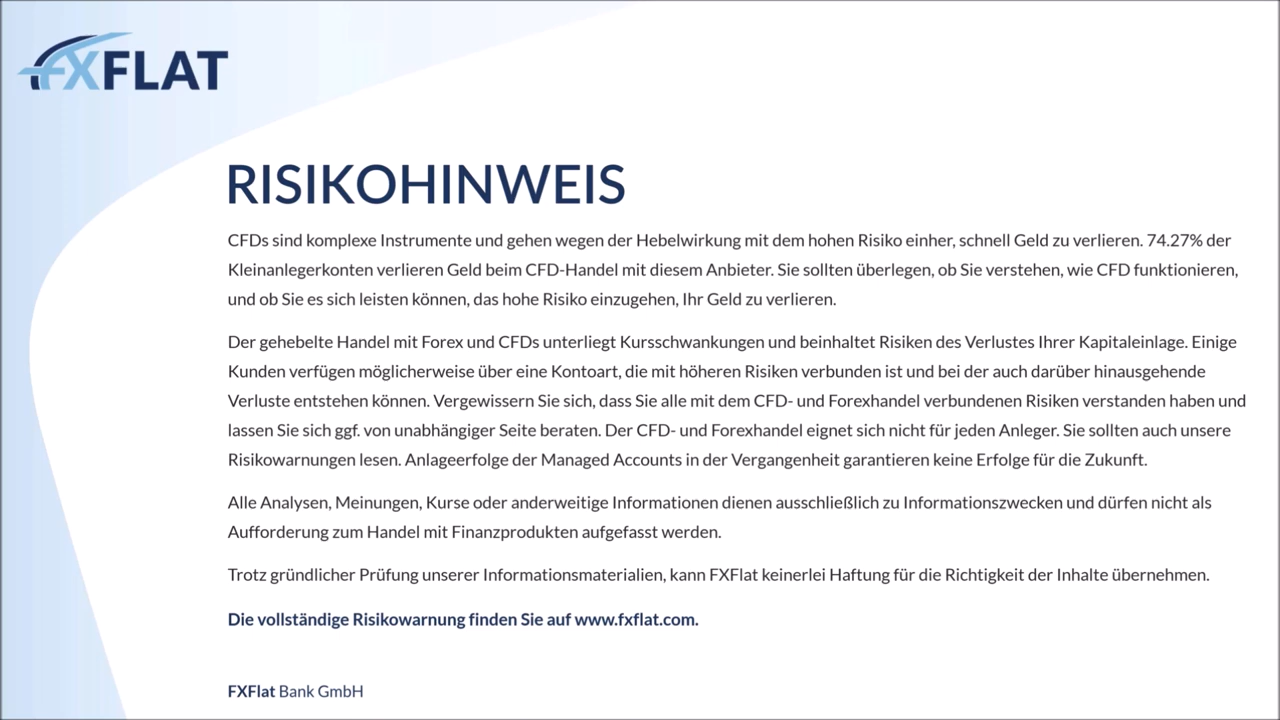 FXFLAT
RISIKOHINWEIS
CFDs sind komplexe Instrumente und gehen wegen der Hebelwirkung mit dem hohen Risiko einher, schnell Geld zu verlieren. 74.27% der
Kleinanlegerkonten verlieren Geld beim CFD-Handel mit diesem Anbieter. Sie sollten überlegen, ob Sie verstehen, wie CFD funktionieren,
und ob Sie es sich leisten können, das hohe Risiko einzugehen, Ihr Geld zu verlieren.
Der gehebelte Handel mit Forex und CFDs unterliegt Kursschwankungen und beinhaltet Risiken des Verlustes Ihrer Kapitaleinlage. Einige
Kunden verfügen möglicherweise über eine Kontoart, die mit höheren Risiken verbunden ist und bei der auch darüber hinausgehende
Verluste entstehen können. Vergewissern Sie sich, dass Sie alle mit dem CFD- und Forexhandel verbundenen Risiken verstanden haben und
lassen Sie sich ggf. von unabhängiger Seite beraten. Der CFD- und Forexhandel eignet sich nicht für jeden Anleger. Sie sollten auch unsere
Risikowarnungen lesen. Anlageerfolge der Managed Accounts in der Vergangenheit garantieren keine Erfolge für die Zukunft.
Alle Analysen, Meinungen, Kurse oder anderweitige Informationen dienen ausschließlich zu Informationszwecken und dürfen nicht als
Aufforderung zum Handel mit Finanzprodukten aufgefasst werden.
Trotz gründlicher Prüfung unserer Informationsmaterialien, kann FXFlat keinerlei Haftung für die Richtigkeit der Inhalte übernehmen.
Die vollständige Risikowarnung finden Sie auf www.fxflat.com.
FXFlat Bank GmbH